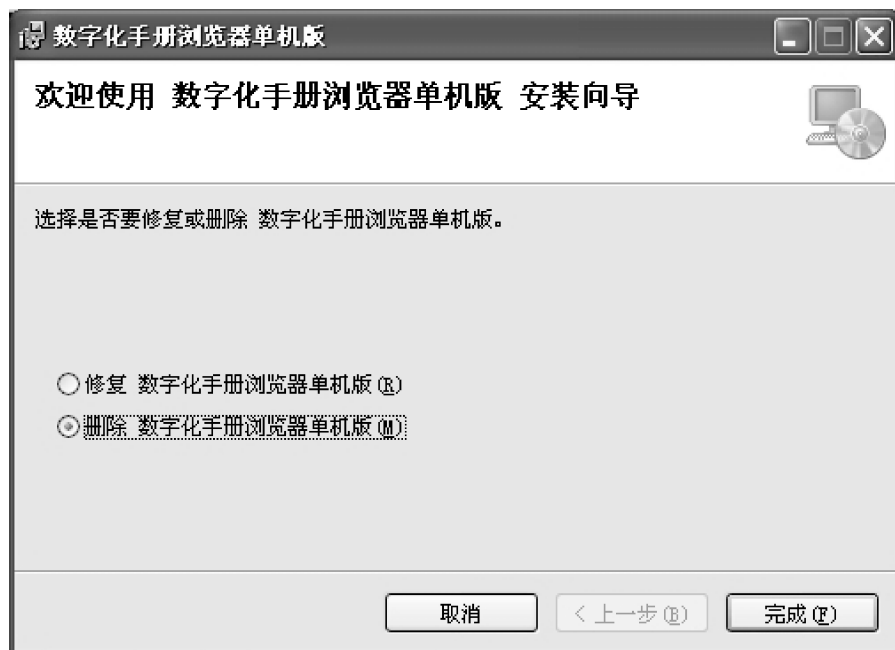 数字化手册浏览器单机版
欢迎使用 数字化手册浏览器单机版 安装向导
选择是否要修复或删除 数字化手册浏览器单机版。
修复 数字化手册浏览器单机版(R)
删除 数字化手册浏览器单机版(M)
取消 < 上一步(B) 完成(F)